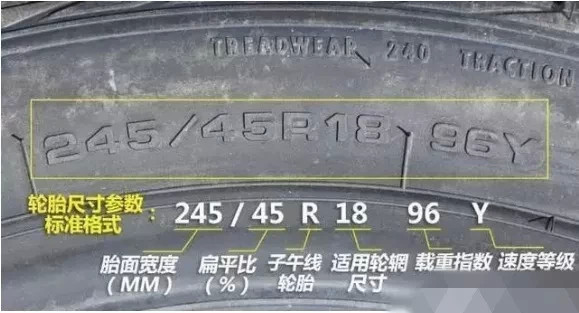 TREADWEAR 240 TRACTION
245/45R18 96Y
轮胎尺寸参数
标准格式 : 245 / 45 R 18 96 Y
胎面宽度 扁平比 子午线 适用轮辋 载重指数 速度等级
(MM) (%) 轮胎 尺寸